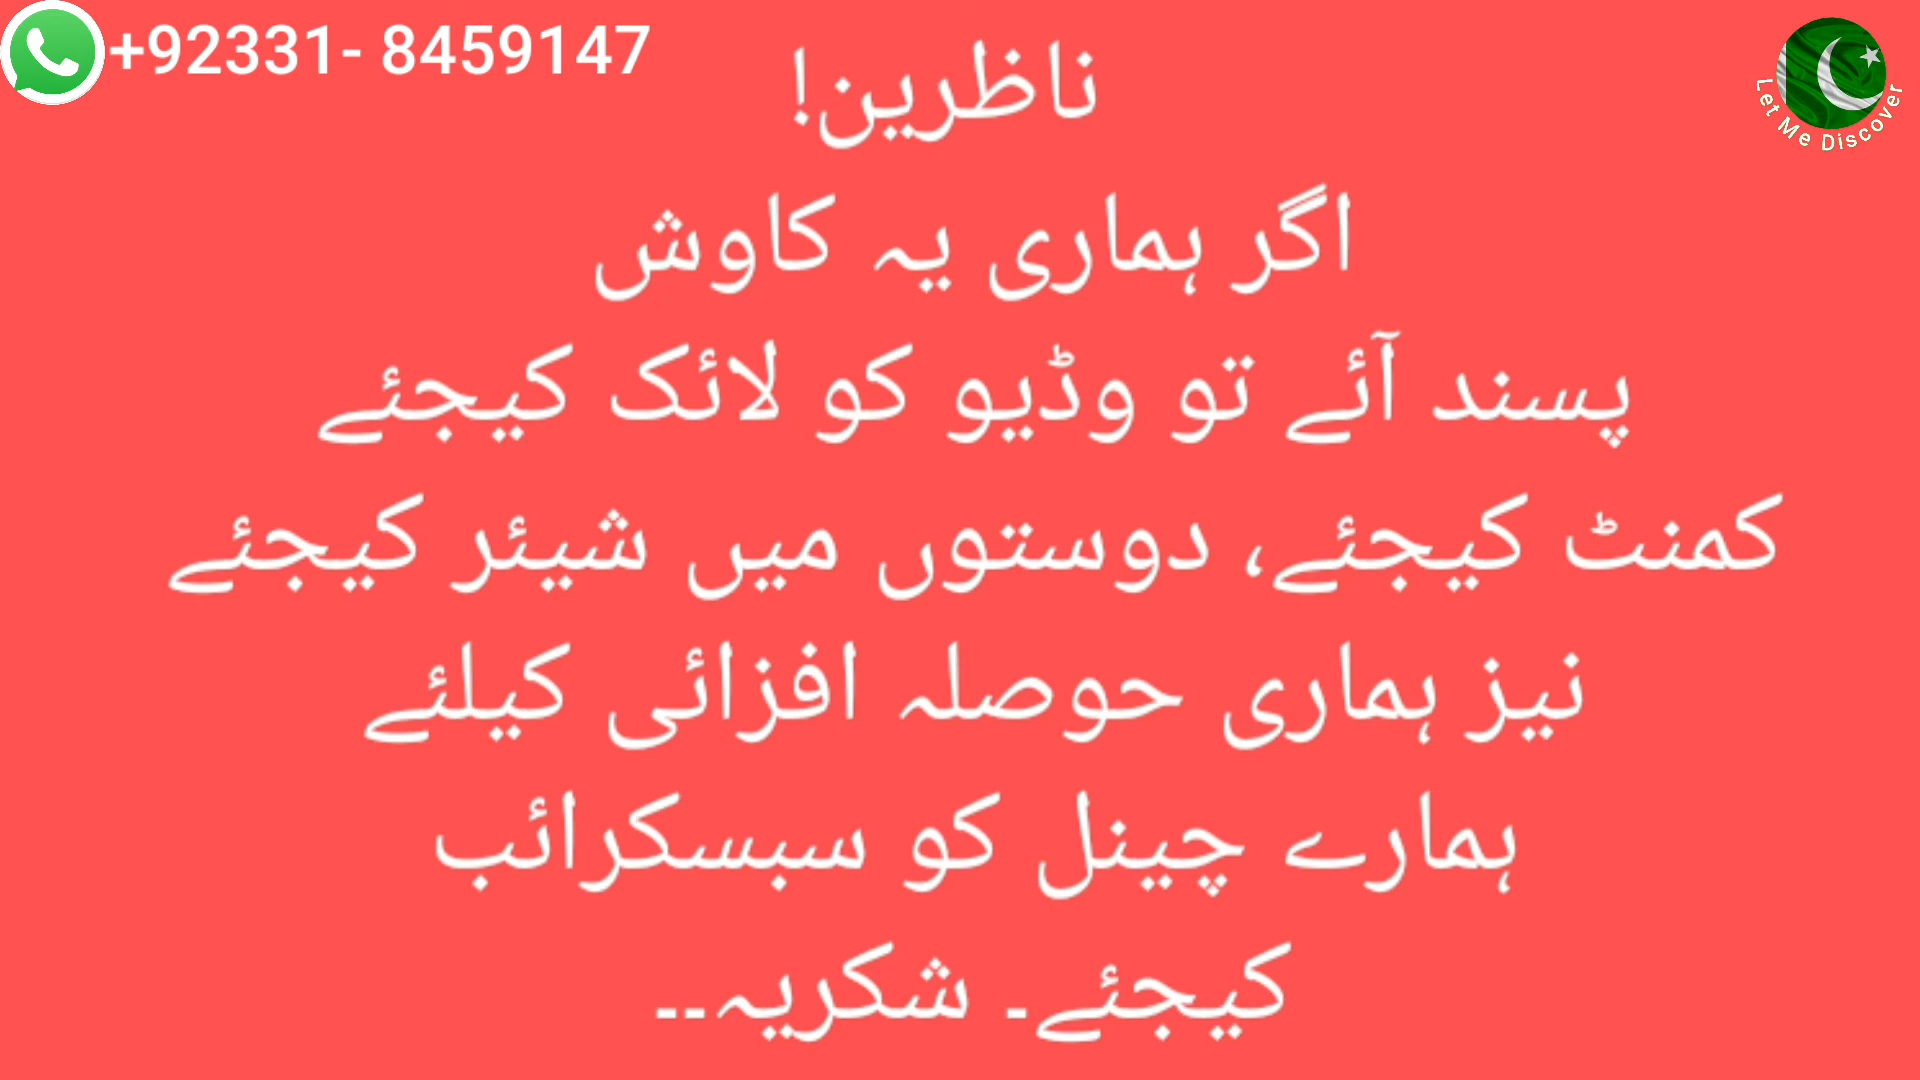 +92331- 8459147
Let Me Discover
ناظرین!
اگر ہماری یہ کاوش
پسند آئے تو وڈیو کو لائک کیجئے
کمنٹ کیجئے، دوستوں میں شیئر کیجئے
نیز ہماری حوصلہ افزائی کیلئے
ہمارے چینل کو سبسکرائب
کیجئے۔ شکریہ۔۔